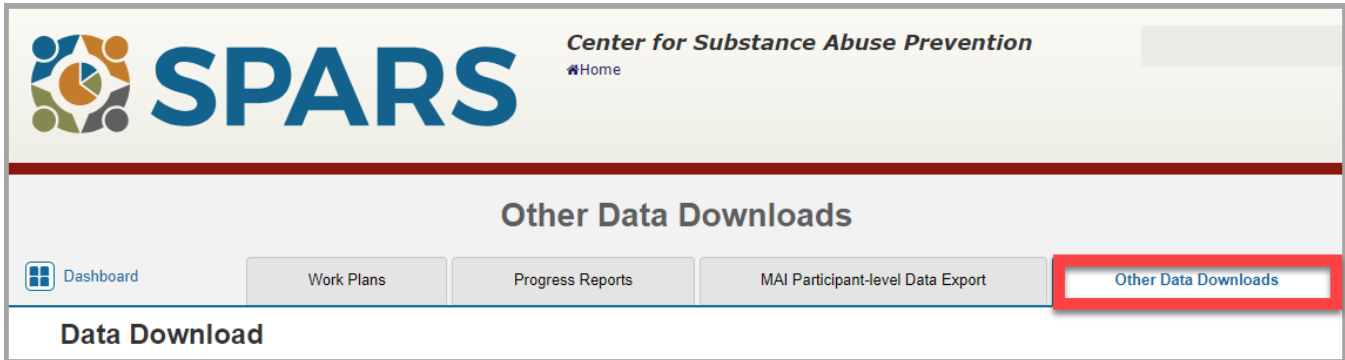 SPARS
Center for Substance Abuse Prevention
Home
Other Data Downloads
Dashboard
Work Plans
Progress Reports
MAI Participant-level Data Export
Other Data Downloads
Data Download